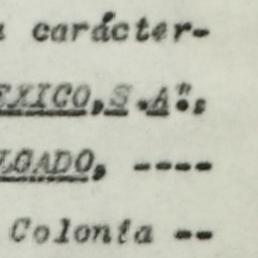 a carácter-
EXICO,S.A".,
LGADO, ----
Colonia --